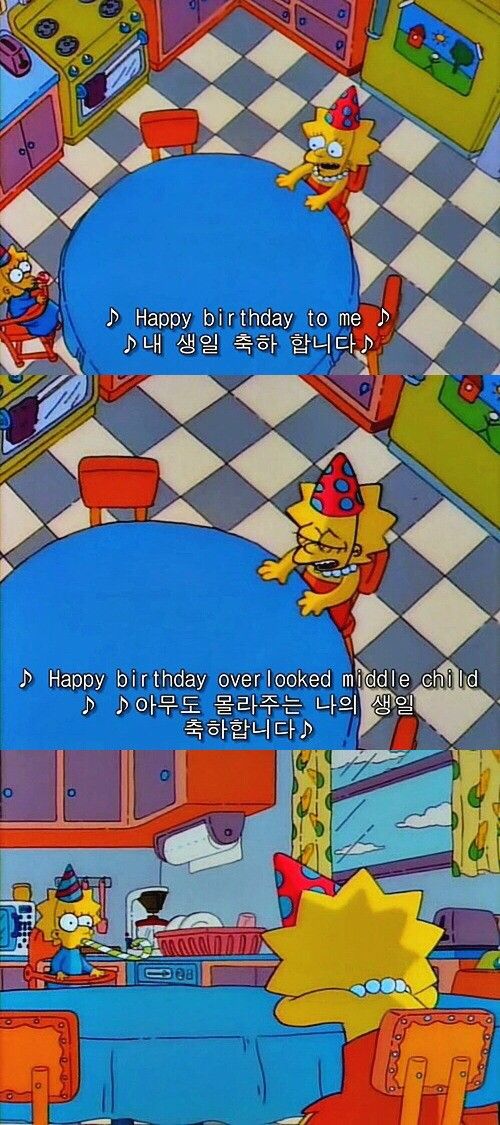 ♪ Happy birthday to me ♪
♪내 생일 축하 합니다♪
♪ Happy birthday overlooked middle child
♪ ♪아무도 몰라주는 나의 생일
축하합니다♪